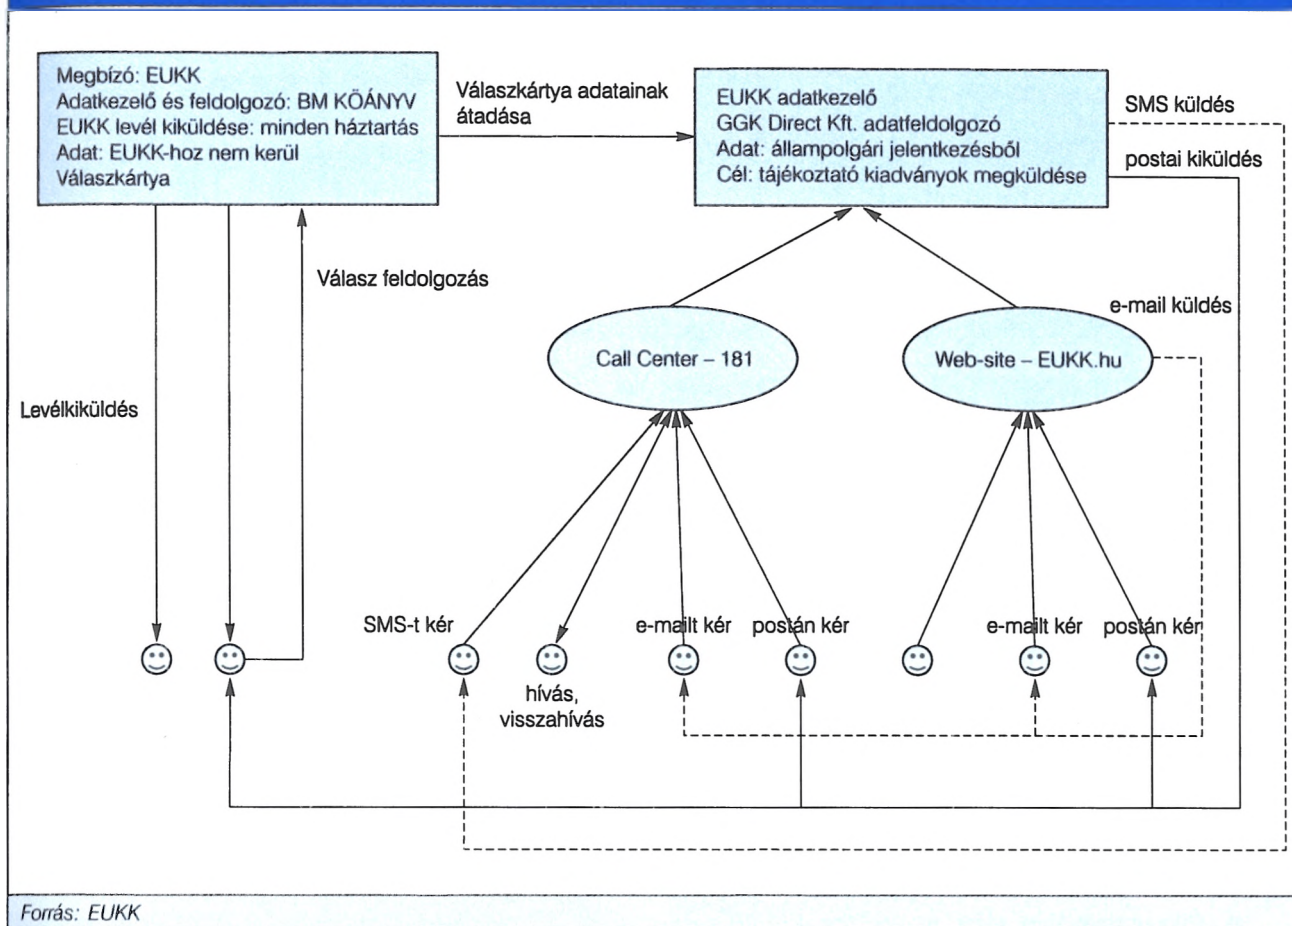 Megbízó: EUKK
Adatkezelő és feldolgozó: BM KÖÁNYV
EUKK levél kiküldése: minden háztartás
Adat: EUKK-hoz nem kerül
Válaszkártya
Válaszkártya adatainak
átadása
EUKK adatkezelő
GGK Direct Kft. adatfeldolgozó
Adat: állampolgári jelentkezésből
Cél: tájékoztató kiadványok megküldése
SMS küldés
postai kiküldés
Válasz feldolgozás
e-mail küldés
Call Center – 181
Web-site – EUKK.hu
Levélkiküldés
SMS-t kér
e-mailt kér
postán kér
e-mailt kér
postán kér
hívás,
visszahívás
Forrás: EUKK